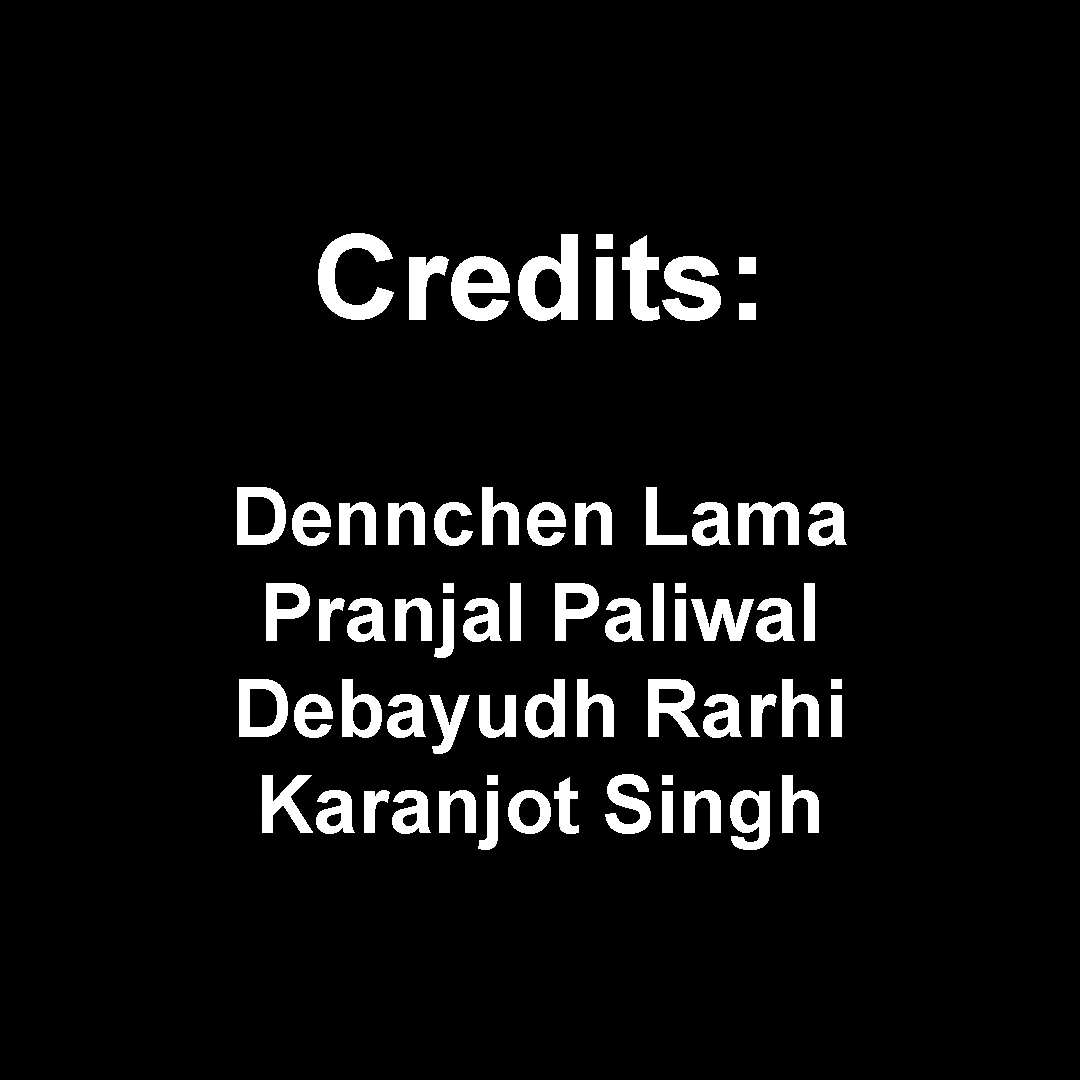 Credits:
Dennchen Lama
Pranjal Paliwal
Debayudh Rarhi
Karanjot Singh